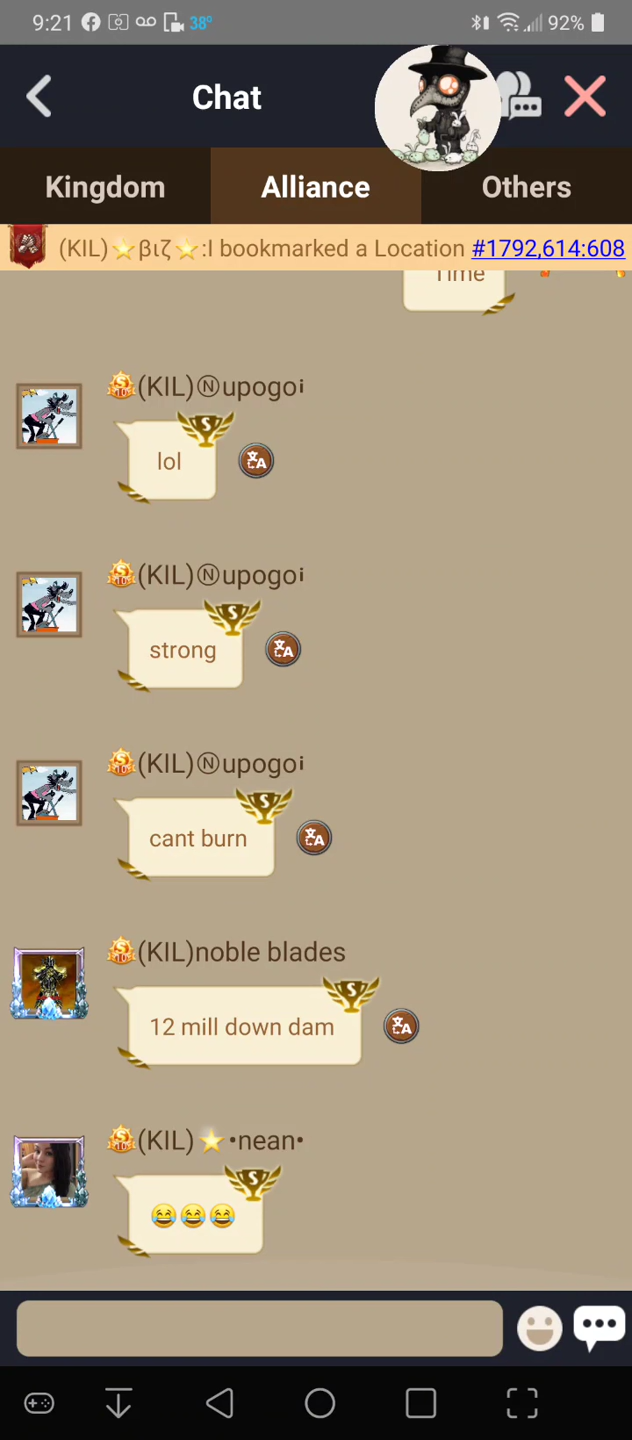 9:21 38° 92%
Chat
Kingdom Alliance Others
(KIL)⭐βιζ⭐:I bookmarked a Location #1792,614:608
Time
(KIL)Ⓝupogoi
lol
(KIL)Ⓝupogoi
strong
(KIL)Ⓝupogoi
cant burn
(KIL)noble blades
12 mill down dam
(KIL)⭐•nean•
😂😂😂